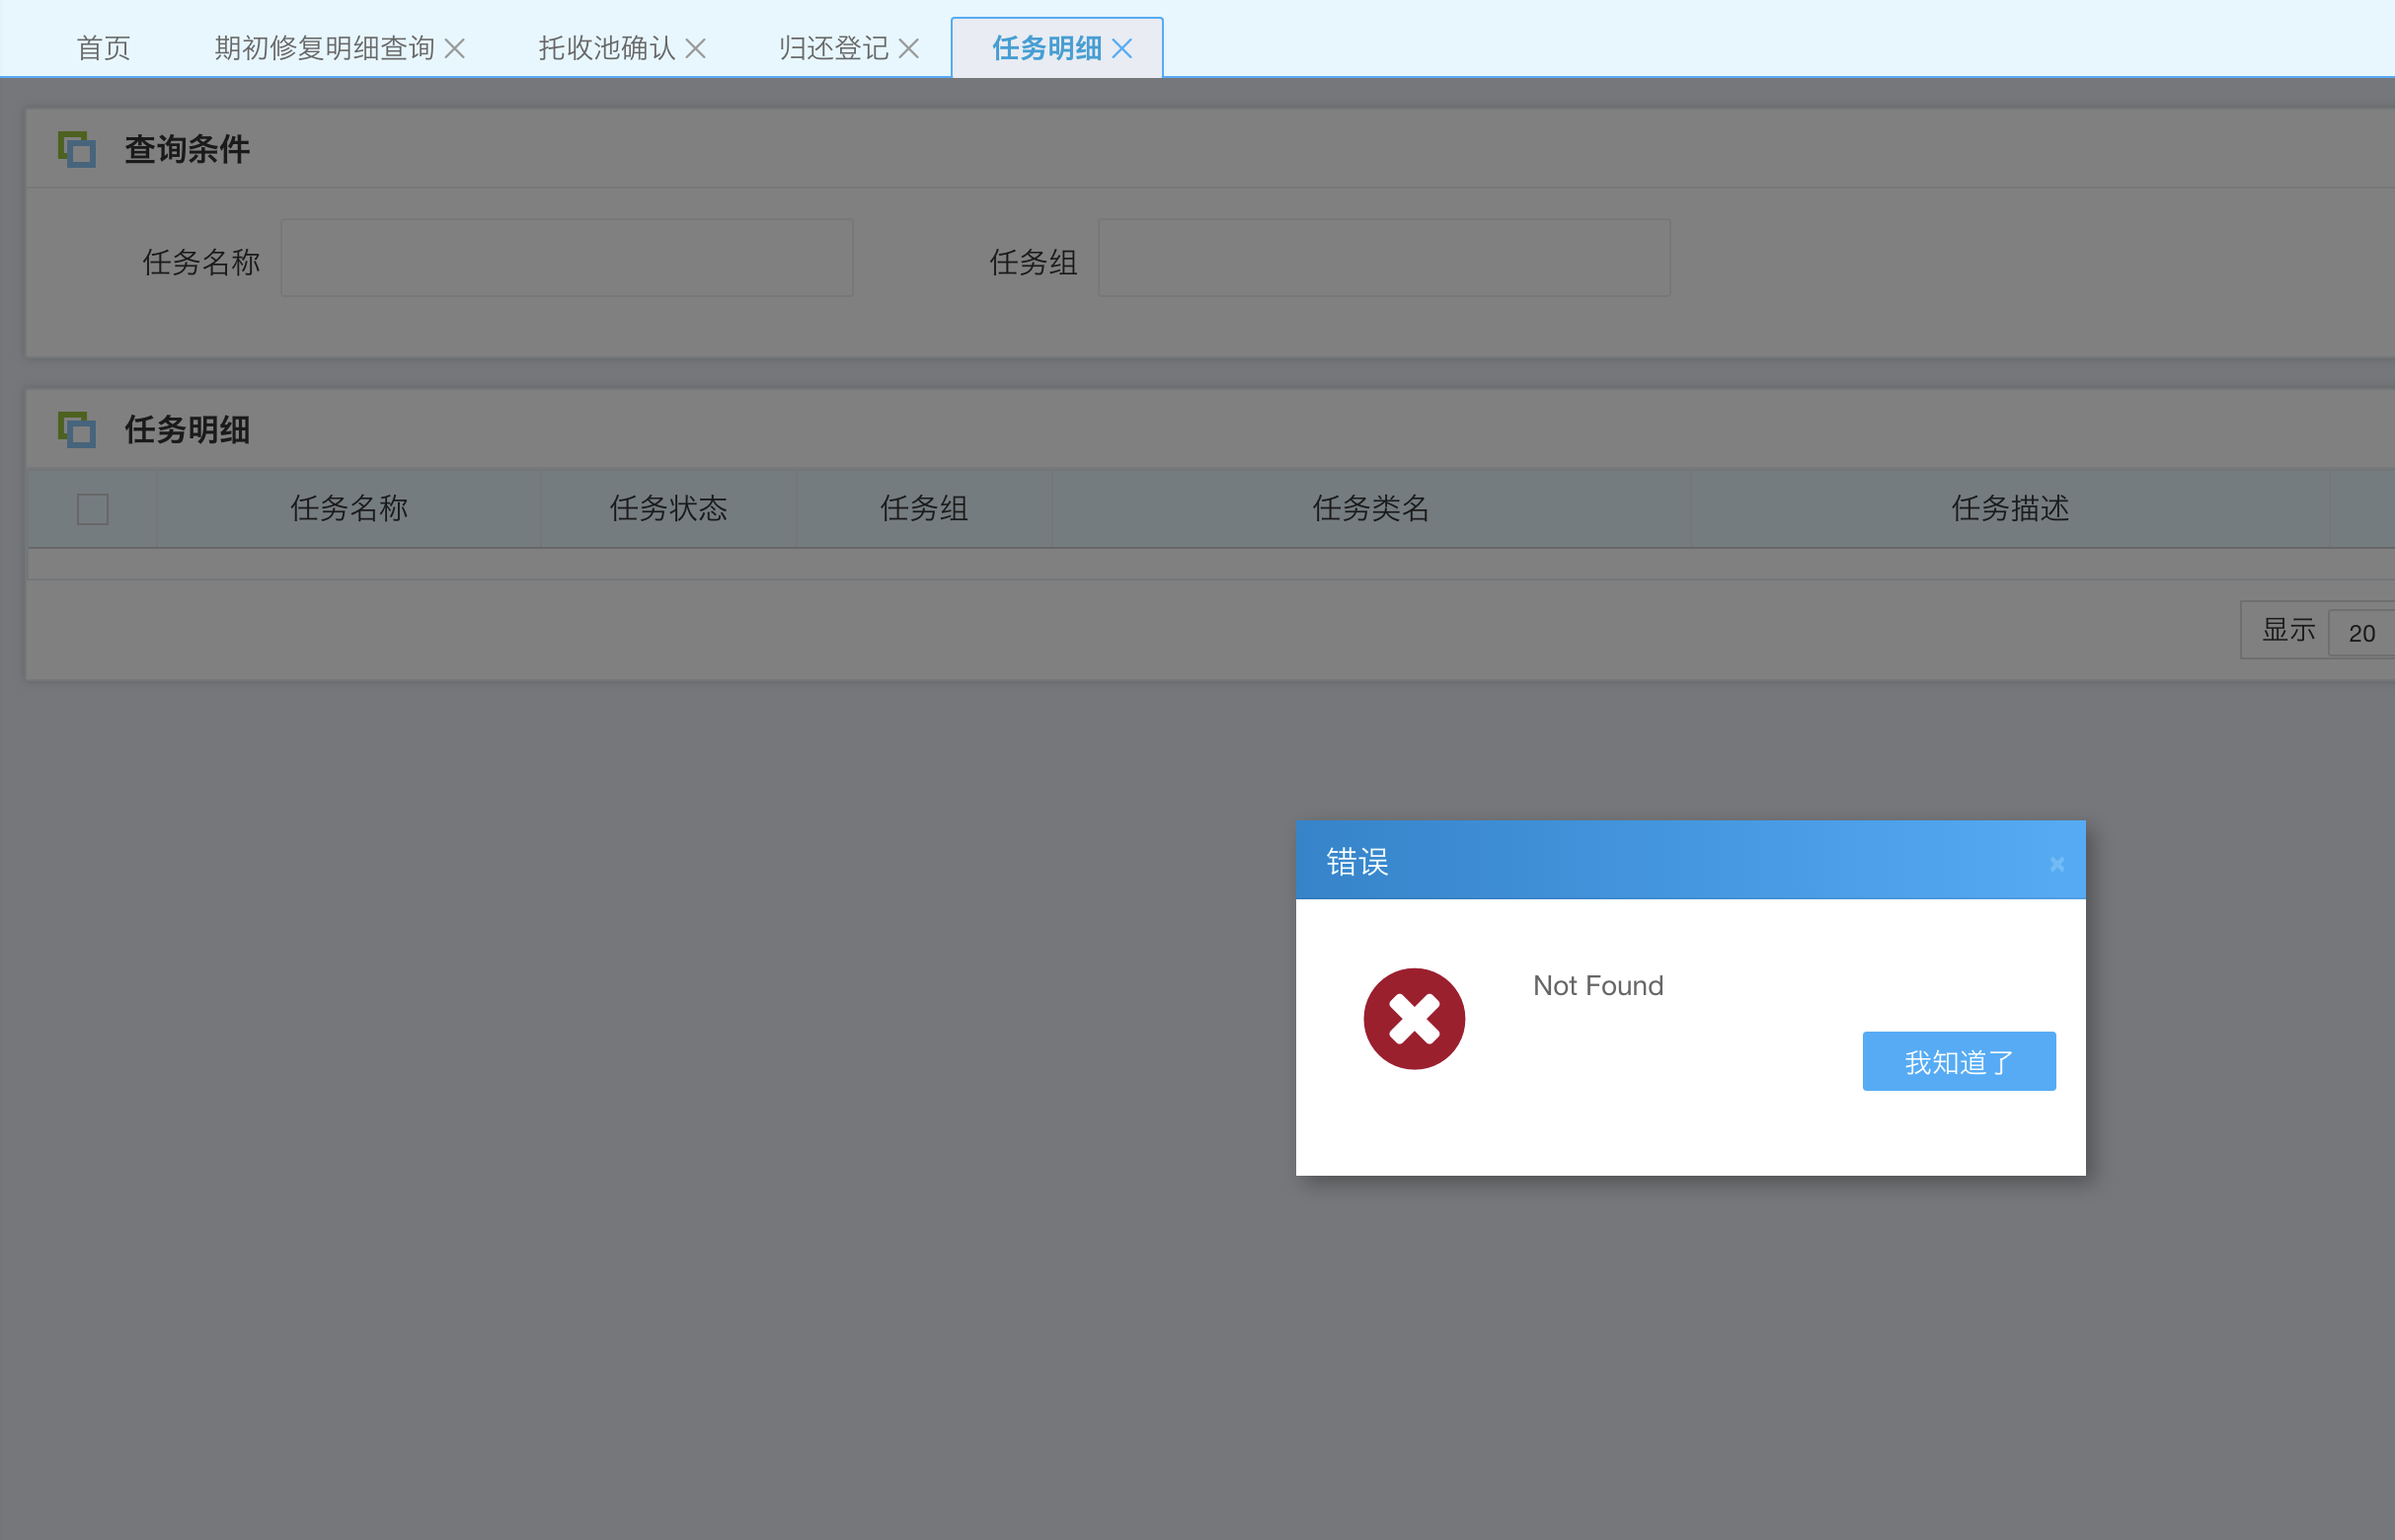 首页 期初修复明细查询 托收池确认 归还登记 任务明细
查询条件
任务名称 任务组
任务明细
任务名称 任务状态 任务组 任务类名 任务描述
显示 20
错误
Not Found
我知道了